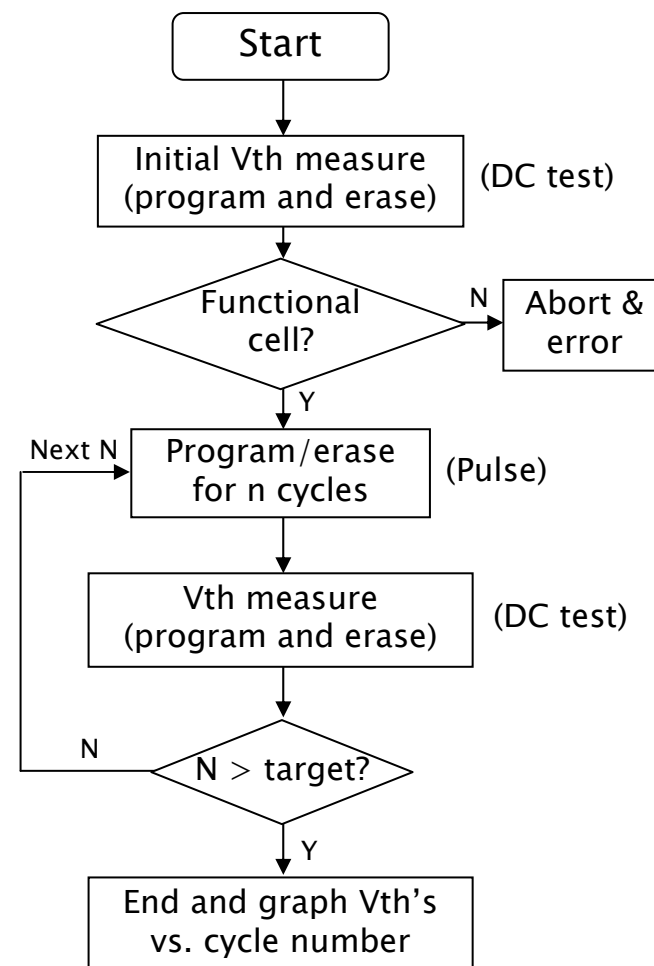 Start
Initial Vth measure
(program and erase)
(DC test)
Functional
cell?
N
Abort &
error
Y
Next N
Program/erase
for n cycles
(Pulse)
Vth measure
(program and erase)
(DC test)
N
N > target?
Y
End and graph Vth’s
vs. cycle number